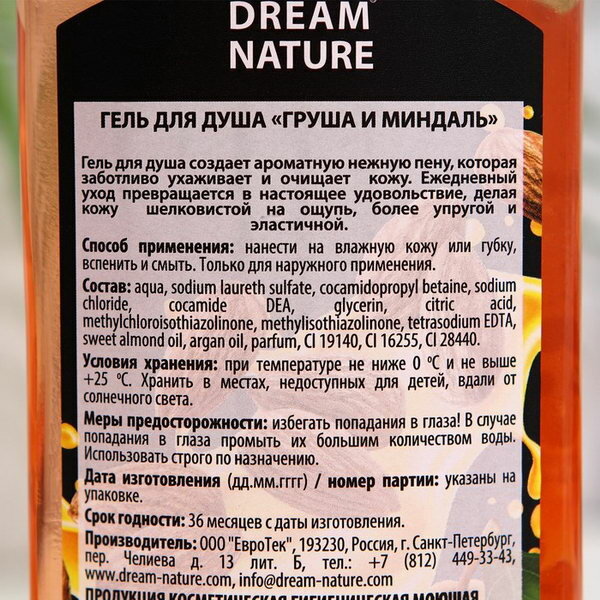 DREAM
NATURE
ГЕЛЬ ДЛЯ ДУША «ГРУША И МИНДАЛЬ»
Гель для душа создает ароматную нежную пену, которая
заботливо ухаживает и очищает кожу. Ежедневный
уход превращается в настоящее удовольствие, делая
кожу шелковистой на ощупь, более упругой и
эластичной.
Способ применения: нанести на влажную кожу или губку,
вспенить и смыть. Только для наружного применения.
Состав: aqua, sodium laureth sulfate, cocamidopropyl betaine, sodium
chloride, cocamide DEA, glycerin, citric acid,
methylchloroisothiazolinone, methylisothiazolinone, tetrasodium EDTA,
sweet almond oil, argan oil, parfum, CI 19140, CI 16255, CI 28440.
Условия хранения: при температуре не ниже 0 °C и не выше
+25 °C. Хранить в местах, недоступных для детей, вдали от
солнечного света.
Меры предосторожности: избегать попадания в глаза! В случае
попадания в глаза промыть их большим количеством воды.
Использовать строго по назначению.
Дата изготовления (дд.мм.гггг) / номер партии: указаны на
упаковке.
Срок годности: 36 месяцев с даты изготовления.
Производитель: ООО "ЕвроТек", 193230, Россия, г. Санкт-Петербург,
пер. Челиева д. 13 лит. Б, тел.: +7 (812) 449-33-43,
www.dream-nature.com, info@dream-nature.com
ПРОДУКЦИЯ КОСМЕТИЧЕСКАЯ ГИГИЕНИЧЕСКАЯ МОЮЩАЯ